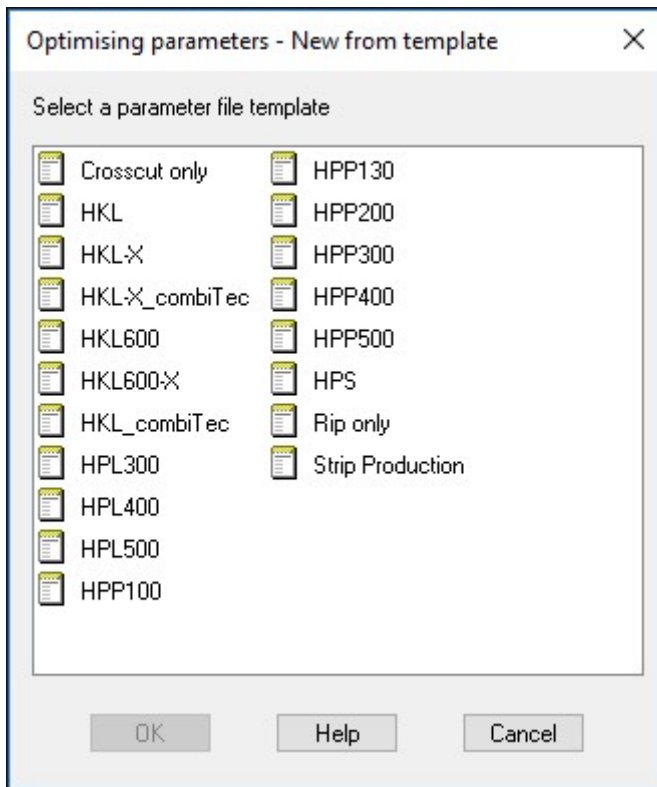 Optimising parameters - New from template
Select a parameter file template
Crosscut only
HKL
HKL-X
HKL-X_combiTec
HKL600
HKL600-X
HKL_combiTec
HPL300
HPL400
HPL500
HPP100
HPP130
HPP200
HPP300
HPP400
HPP500
HPS
Rip only
Strip Production
OK
Help
Cancel